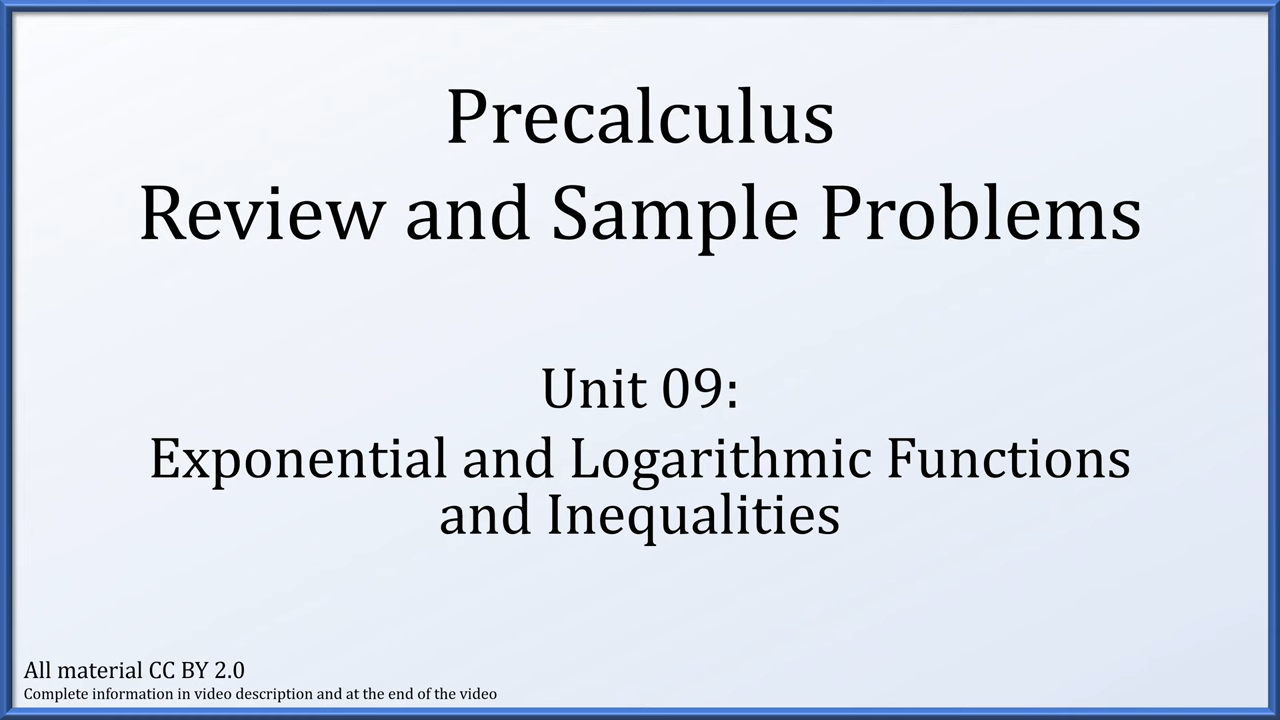 Precalculus
Review and Sample Problems
Unit 09:
Exponential and Logarithmic Functions
and Inequalities
All material CC BY 2.0
Complete information in video description and at the end of the video